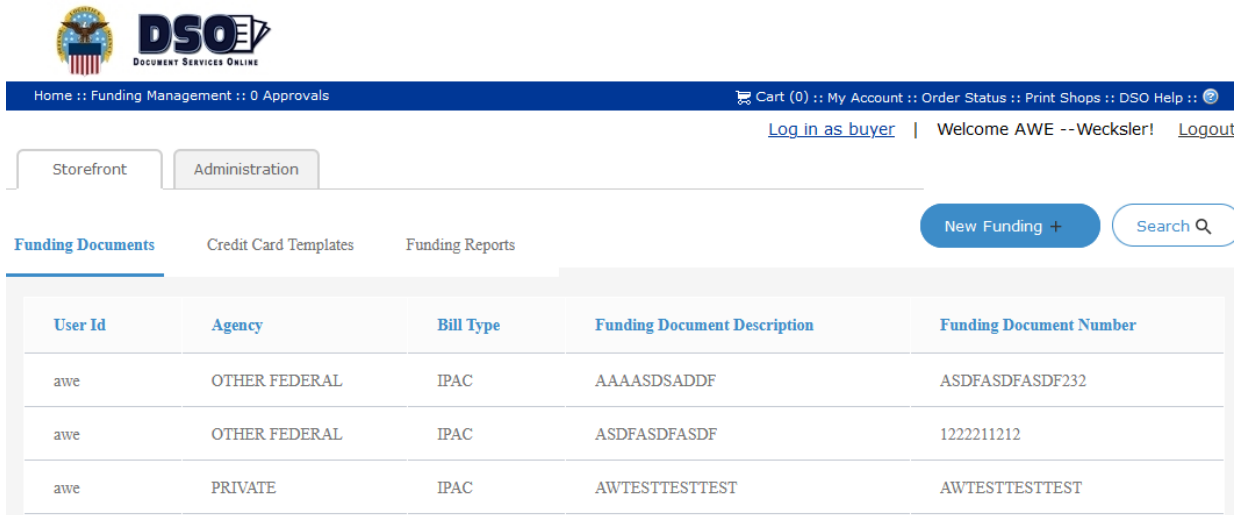 DSO
DOCUMENT SERVICES ONLINE
Home :: Funding Management :: 0 Approvals
Cart (0) :: My Account :: Order Status :: Print Shops :: DSO Help :: ?
Log in as buyer | Welcome AWE --Wecksler! Logout
Storefront Administration
New Funding + Search
Funding Documents Credit Card Templates Funding Reports
User Id Agency Bill Type Funding Document Description Funding Document Number
awe OTHER FEDERAL IPAC AAAASDSADDF ASDFASDFASDF232
awe OTHER FEDERAL IPAC ASDFASDFASDF 1222211212
awe PRIVATE IPAC AWTESTTESTTEST AWTESTTESTTEST